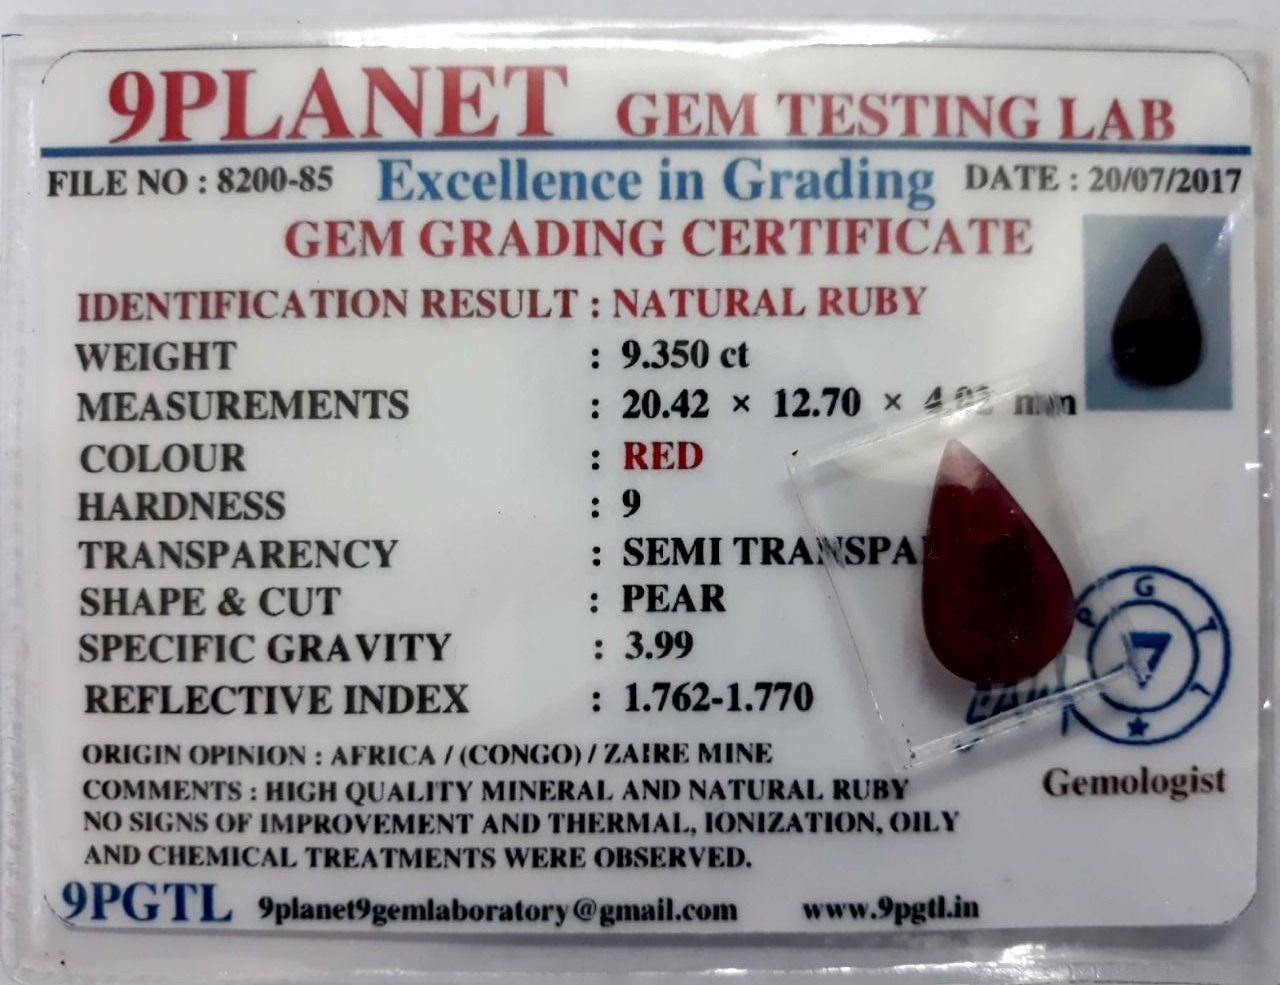 9PLANET GEM TESTING LAB
FILE NO : 8200-85 Excellence in Grading DATE : 20/07/2017
GEM GRADING CERTIFICATE
IDENTIFICATION RESULT : NATURAL RUBY
WEIGHT : 9.350 ct
MEASUREMENTS : 20.42 × 12.70 × 4.02 mm
COLOUR : RED
HARDNESS : 9
TRANSPARENCY : SEMI TRANSPA
SHAPE & CUT : PEAR
SPECIFIC GRAVITY : 3.99
REFLECTIVE INDEX : 1.762-1.770
P G T L
ORIGIN OPINION : AFRICA / (CONGO) / ZAIRE MINE
Gemologist
COMMENTS : HIGH QUALITY MINERAL AND NATURAL RUBY
NO SIGNS OF IMPROVEMENT AND THERMAL, IONIZATION, OILY
AND CHEMICAL TREATMENTS WERE OBSERVED.
9PGTL 9planet9gemlaboratory@gmail.com www.9pgtl.in